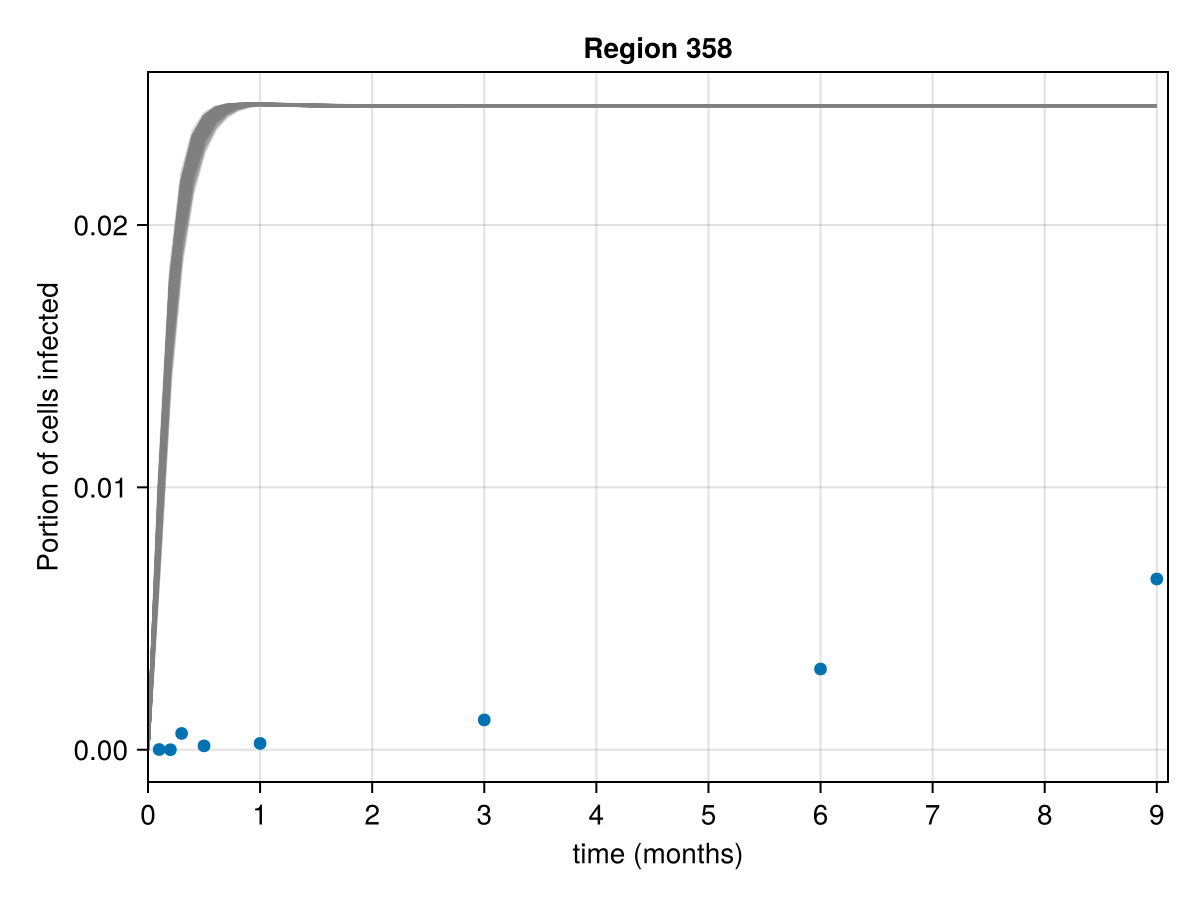 Region 358
Portion of cells infected
0.02
0.01
0.00
0 1 2 3 4 5 6 7 8 9
time (months)